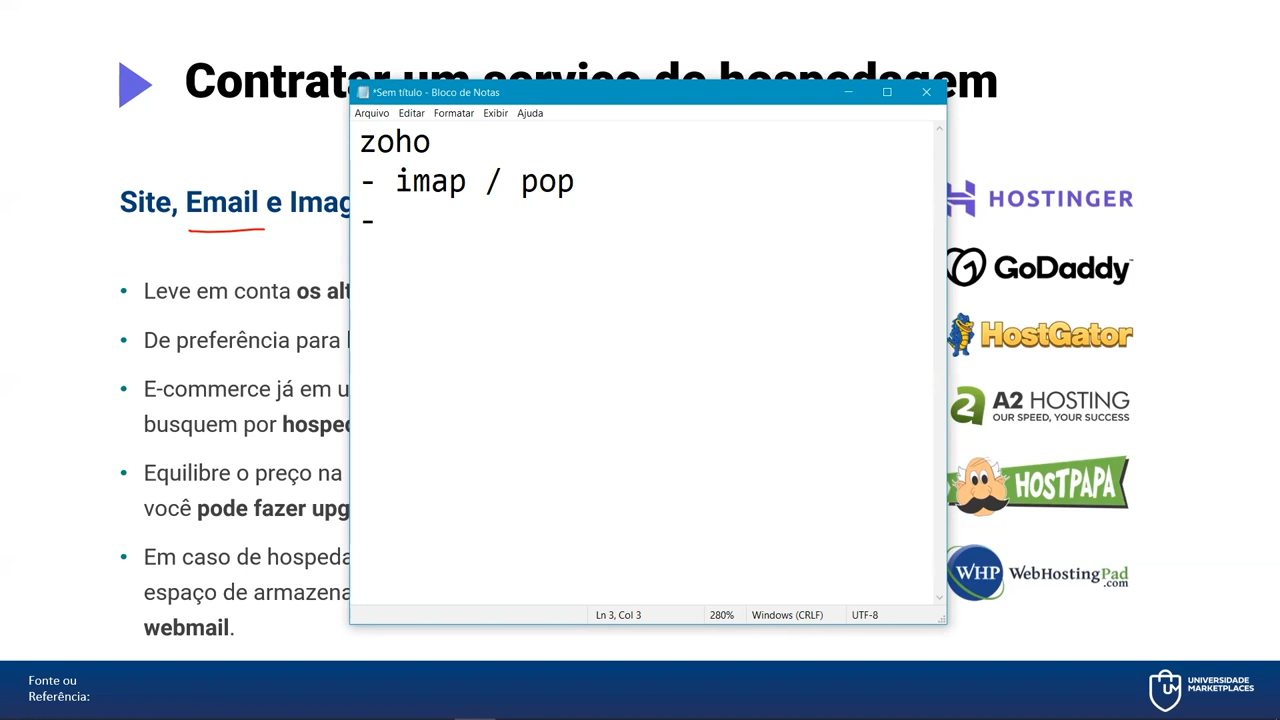 Contratar um serviço de hospedagem
*Sem título - Bloco de Notas
Arquivo Editar Formatar Exibir Ajuda
zoho
- imap / pop
-
Site, Email e Imag
Leve em conta os alt
De preferência para
E-commerce já em u
busquem por hosped
Equilibre o preço na
você pode fazer upg
Em caso de hospeda
espaço de armazena
webmail.
HOSTINGER
GoDaddy™
HostGator
A2 HOSTING
OUR SPEED, YOUR SUCCESS
HOSTPAPA
WHP WebHostingPad
.com
Ln 3, Col 3 280% Windows (CRLF) UTF-8
Fonte ou
Referência:
UM UNIVERSIDADE
MARKETPLACES